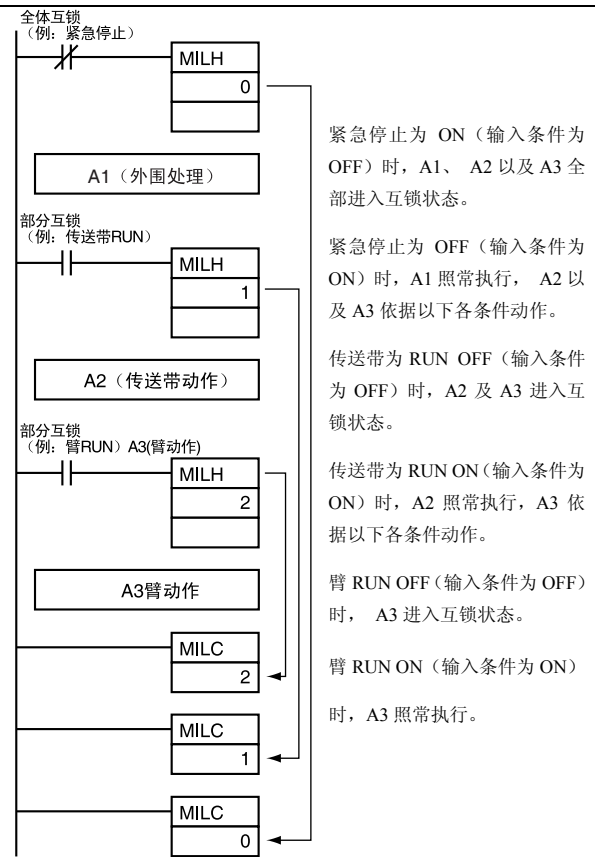 全体互锁
（例：紧急停止）
MILH
0
A1（外围处理）
部分互锁
（例：传送带RUN）
MILH
1
A2（传送带动作）
部分互锁
（例：臂RUN）A3(臂动作)
MILH
2
A3臂动作
MILC
2
MILC
1
MILC
0
紧急停止为 ON（输入条件为
OFF）时，A1、 A2 以及 A3 全
部进入互锁状态。
紧急停止为 OFF（输入条件为
ON）时，A1 照常执行， A2 以
及 A3 依据以下各条件动作。
传送带为 RUN OFF（输入条件
为 OFF）时，A2 及 A3 进入互
锁状态。
传送带为 RUN ON（输入条件为
ON）时，A2 照常执行，A3 依
据以下各条件动作。
臂 RUN OFF（输入条件为 OFF）
时， A3 进入互锁状态。
臂 RUN ON（输入条件为 ON）
时，A3 照常执行。